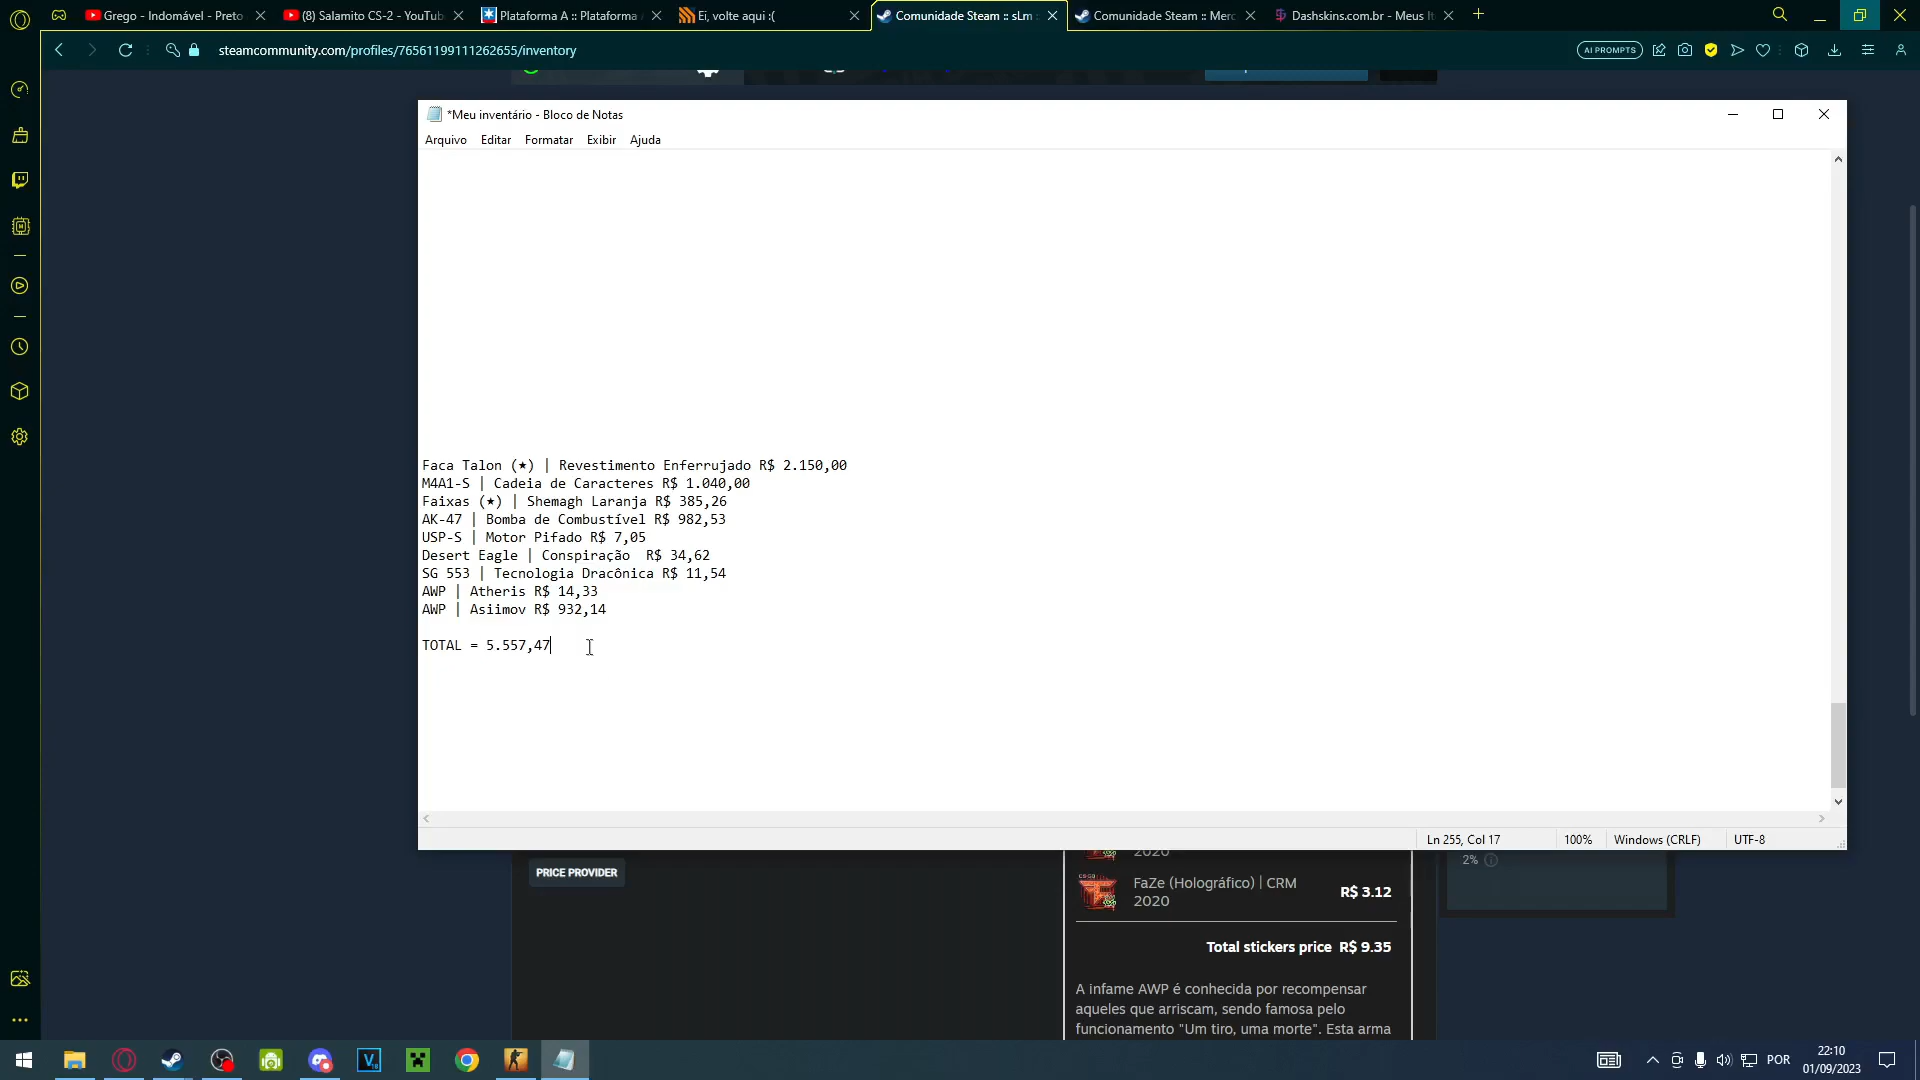 Grego - Indomável - Preto
(8) Salamito CS-2 - YouTub
Plataforma A :: Plataforma
Ei, volte aqui :(
Comunidade Steam :: sLm
Comunidade Steam :: Merc
Dashskins.com.br - Meus It
steamcommunity.com/profiles/76561199111262655/inventory
AI PROMPTS
*Meu inventário - Bloco de Notas
Arquivo Editar Formatar Exibir Ajuda
Faca Talon (★) | Revestimento Enferrujado R$ 2.150,00
M4A1-S | Cadeia de Caracteres R$ 1.040,00
Faixas (★) | Shemagh Laranja R$ 385,26
AK-47 | Bomba de Combustível R$ 982,53
USP-S | Motor Pifado R$ 7,05
Desert Eagle | Conspiração  R$ 34,62
SG 553 | Tecnologia Dracônica R$ 11,54
AWP | Atheris R$ 14,33
AWP | Asiimov R$ 932,14
TOTAL = 5.557,47
Ln 255, Col 17
100%
Windows (CRLF)
UTF-8
PRICE PROVIDER
2020
FaZe (Holográfico) | CRM
2020
R$ 3.12
2%
Total stickers price R$ 9.35
A infame AWP é conhecida por recompensar
aqueles que arriscam, sendo famosa pelo
funcionamento "Um tiro, uma morte". Esta arma
POR
22:10
01/09/2023